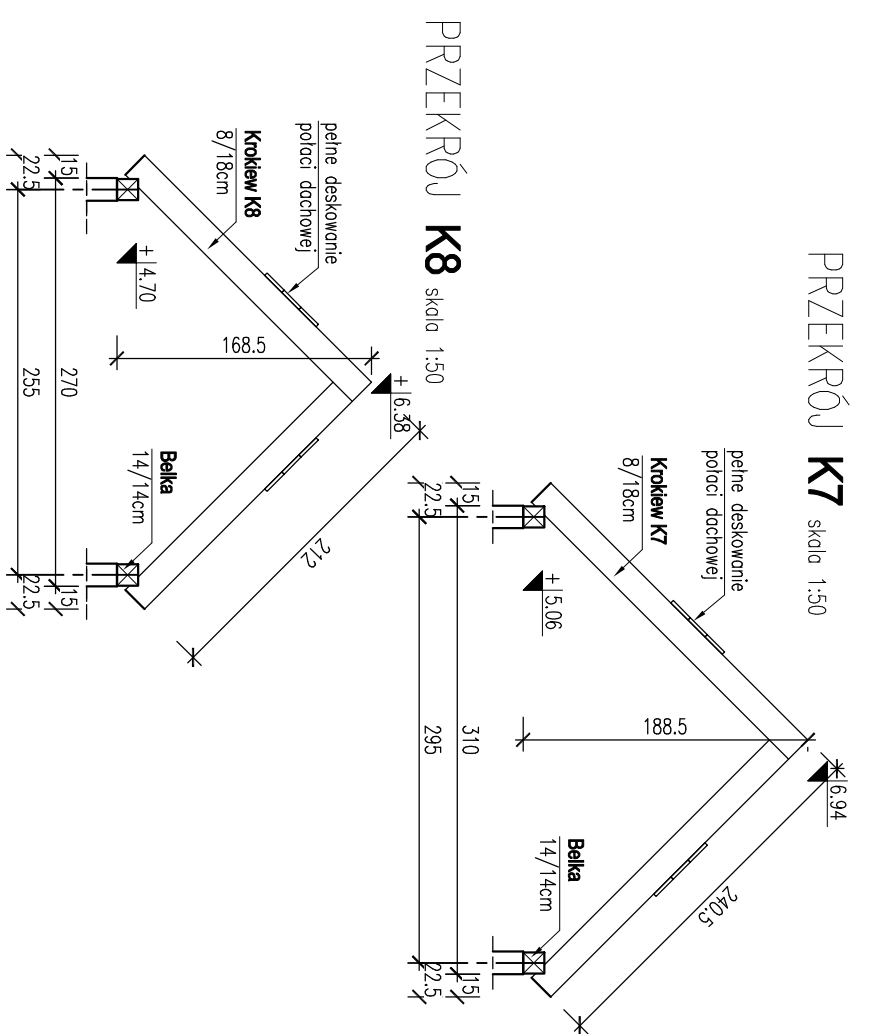 PRZEKRÓJ K7 skala 1:50
pełne deskowanie
połaci dachowej
Krokiew K7
8/18cm
6.94
+ 5.06
188.5
240.5
Belka
14/14cm
15
310
15
22.5
295
22.5
PRZEKRÓJ K8 skala 1:50
pełne deskowanie
połaci dachowej
Krokiew K8
8/18cm
+ 6.38
+ 4.70
168.5
212
Belka
14/14cm
15
270
15
22.5
255
22.5